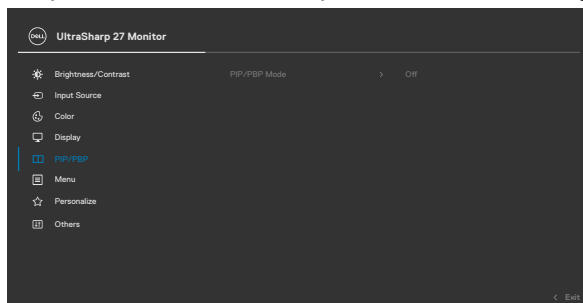 DELL UltraSharp 27 Monitor
Brightness/Contrast PIP/PBP Mode > Off
Input Source
Color
Display
PIP/PBP
Menu
Personalize
Others
< Exit